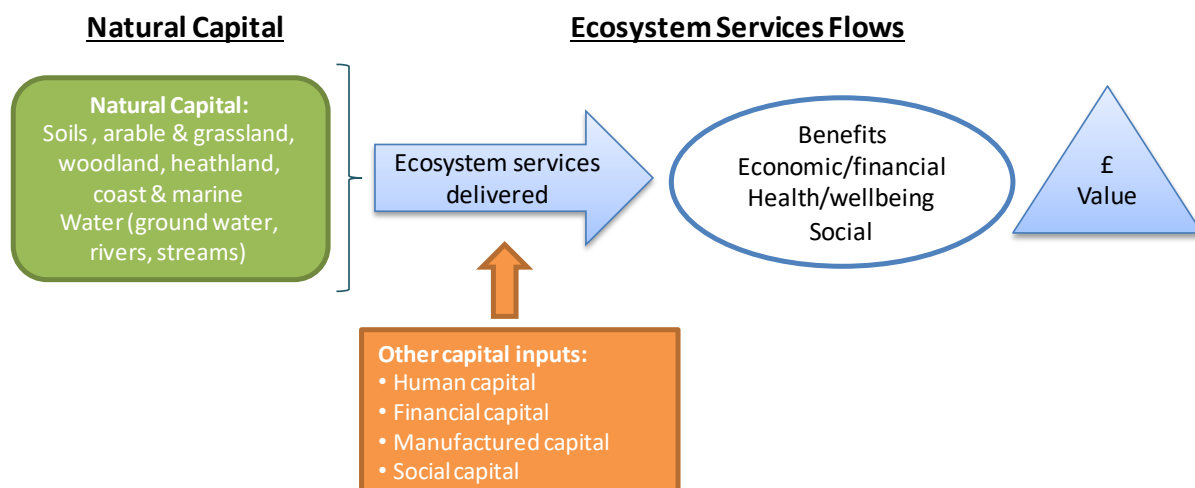 Natural Capital
Ecosystem Services Flows
Natural Capital:
Soils , arable & grassland,
woodland, heathland,
coast & marine
Water (ground water,
rivers, streams)
Ecosystem services
delivered
Benefits
Economic/financial
Health/wellbeing
Social
£
Value
Other capital inputs:
• Human capital
• Financial capital
• Manufactured capital
• Social capital